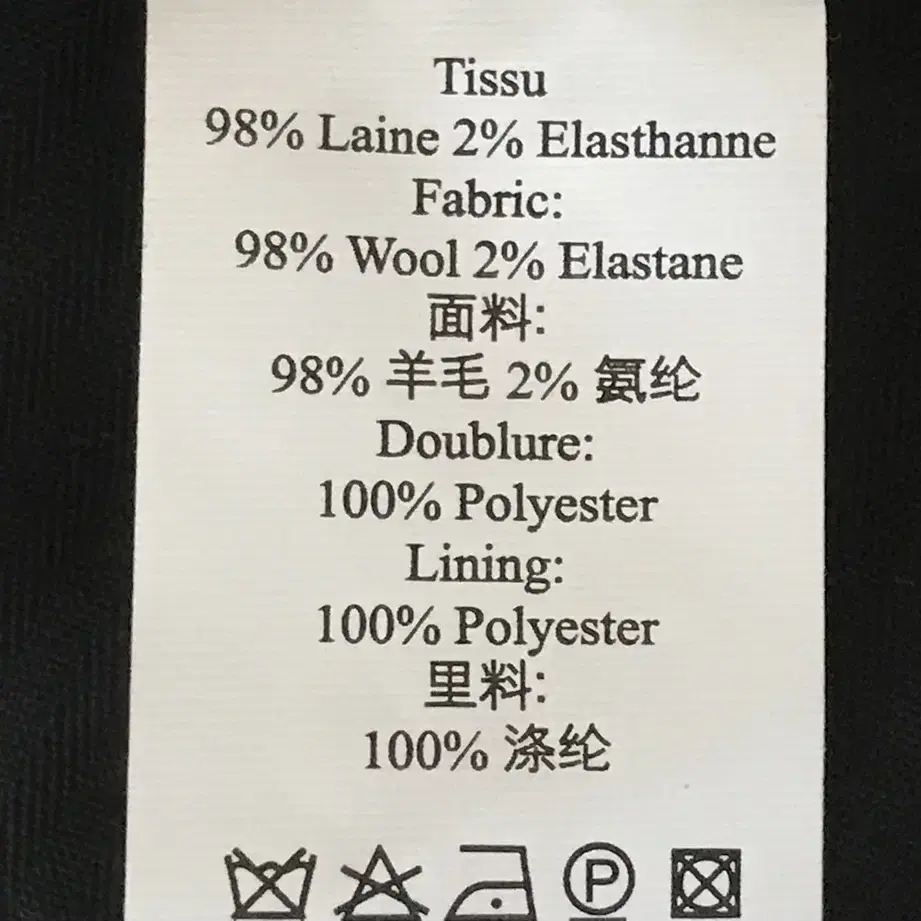 Tissu
98% Laine 2% Elasthanne
Fabric:
98% Wool 2% Elastane
面料:
98% 羊毛 2% 氨纶
Doublure:
100% Polyester
Lining:
100% Polyester
里料:
100% 涤纶
P